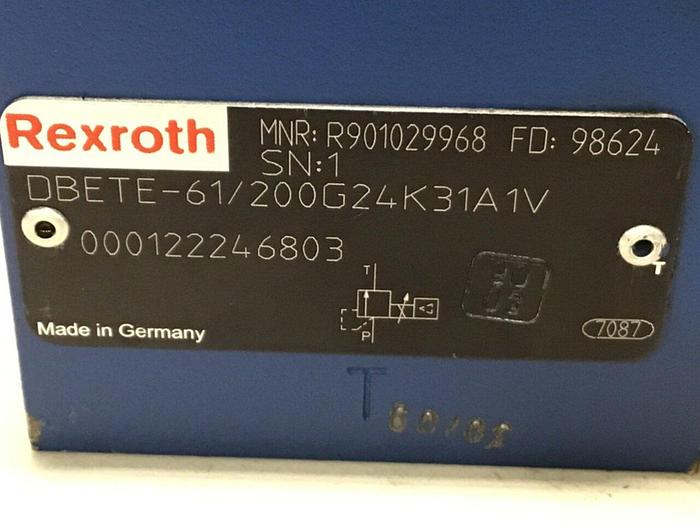 Rexroth MNR: R901029968 FD: 98624
SN:1
DBETE-61/200G24K31A1V
000122246803
T
T
P
Made in Germany
7087
T